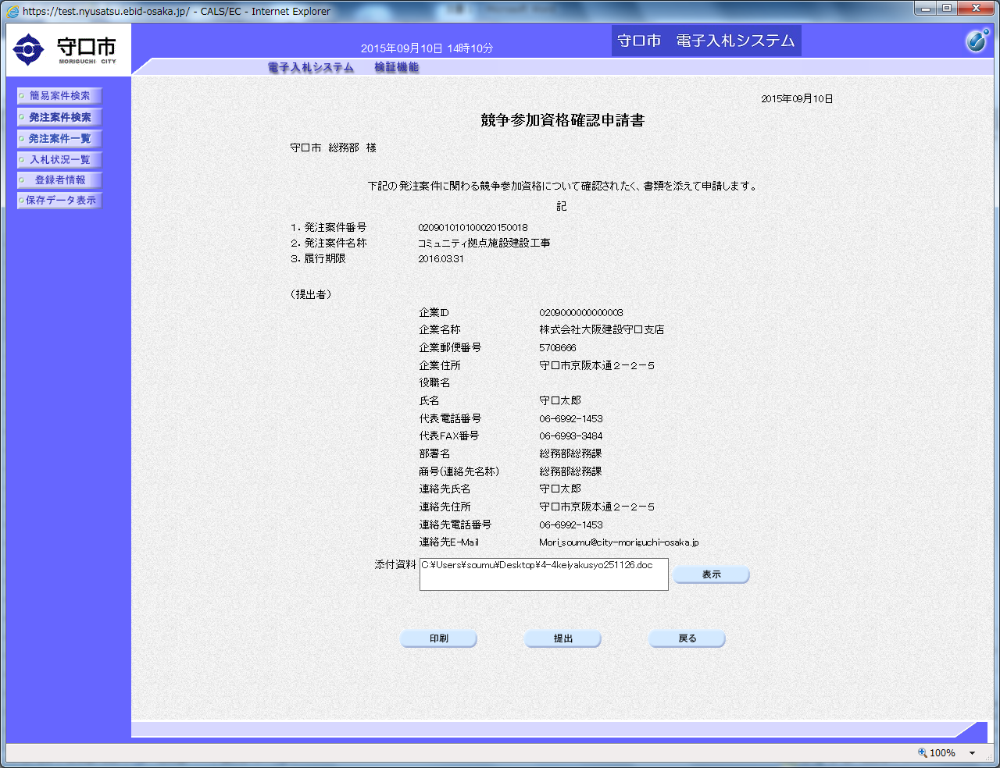 https://test.nyusatsu.ebid-osaka.jp/ - CALS/EC - Internet Explorer
守口市
MORIGUCHI CITY
2015年09月10日 14時10分
守口市 電子入札システム
電子入札システム 検証機能
簡易案件検索
発注案件検索
発注案件一覧
入札状況一覧
登録者情報
保存データ表示
2015年09月10日
競争参加資格確認申請書
守口市 総務部 様
下記の発注案件に関わる競争参加資格について確認されたく、書類を添えて申請します。
記
1. 発注案件番号 020901010100020150018
2. 発注案件名称 コミュニティ拠点施設建設工事
3. 履行期限 2016.03.31
（提出者）
企業ID 0209000000000003
企業名称 株式会社大阪建設守口支店
企業郵便番号 5708666
企業住所 守口市京阪本通２－２－５
役職名
氏名 守口太郎
代表電話番号 06-6992-1453
代表FAX番号 06-6993-3484
部署名 総務部総務課
商号(連絡先名称) 総務部総務課
連絡先氏名 守口太郎
連絡先住所 守口市京阪本通２－２－５
連絡先電話番号 06-6992-1453
連絡先E-Mail Mori_soumu@city-moriguchi-osaka.jp
添付資料 C:¥Users¥soumu¥Desktop¥4-4keiyakusyo251126.doc 表示
印刷 提出 戻る
100%